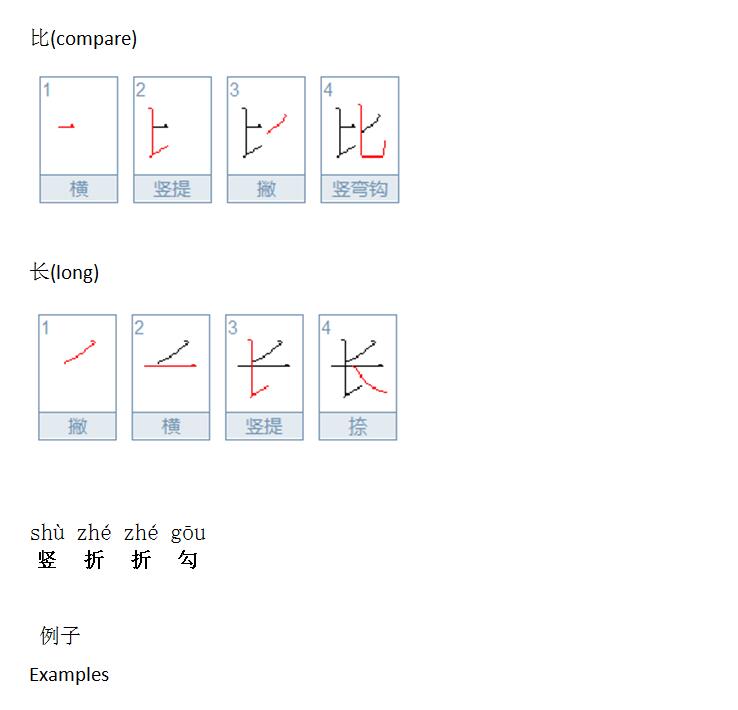 比(compare)
1 2 3 4
横 竖提 撇 竖弯钩
长(long)
1 2 3 4
撇 横 竖提 捺
shù zhé zhé gōu
竖 折 折 勾
例子
Examples